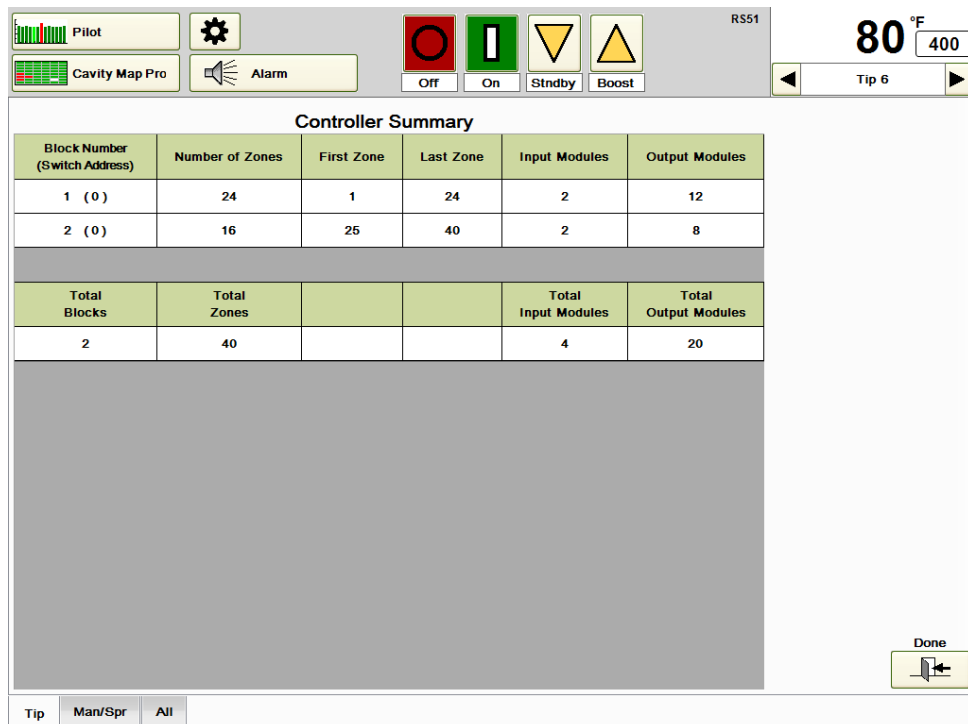 Pilot
Cavity Map Pro
Alarm
Off On Stndby Boost
RS51
80 °F 400
Tip 6
Controller Summary
Block Number (Switch Address) Number of Zones First Zone Last Zone Input Modules Output Modules
1 (0) 24 1 24 2 12
2 (0) 16 25 40 2 8
Total Blocks Total Zones Total Input Modules Total Output Modules
2 40 4 20
Done
Tip Man/Spr All